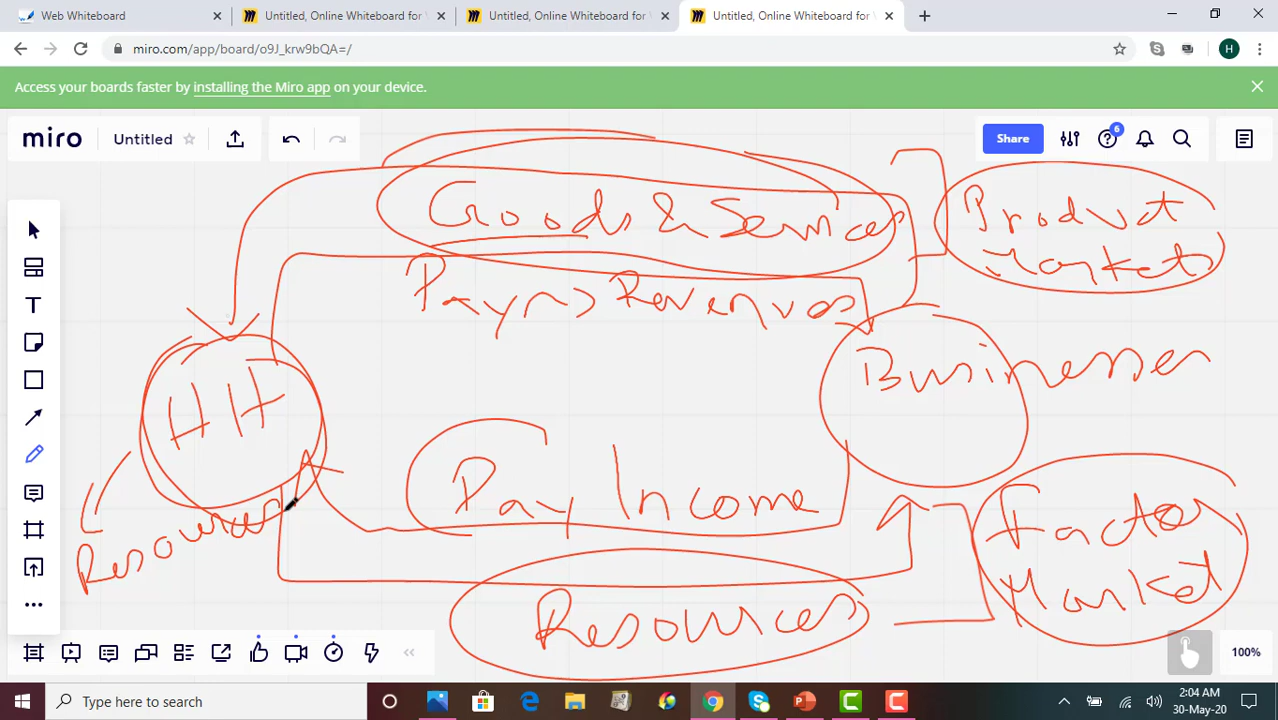 Web Whiteboard
Untitled, Online Whiteboard for
Untitled, Online Whiteboard for
Untitled, Online Whiteboard for
miro.com/app/board/o9J_krw9bQA=/
H
Access your boards faster by installing the Miro app on your device.
miro
Untitled
Share
6
Goods & Services
Product
Markets
Revenues
Businesses
HH
Pay Income
Factor
Market
Resources
Resources
100%
Type here to search
2:04 AM
30-May-20